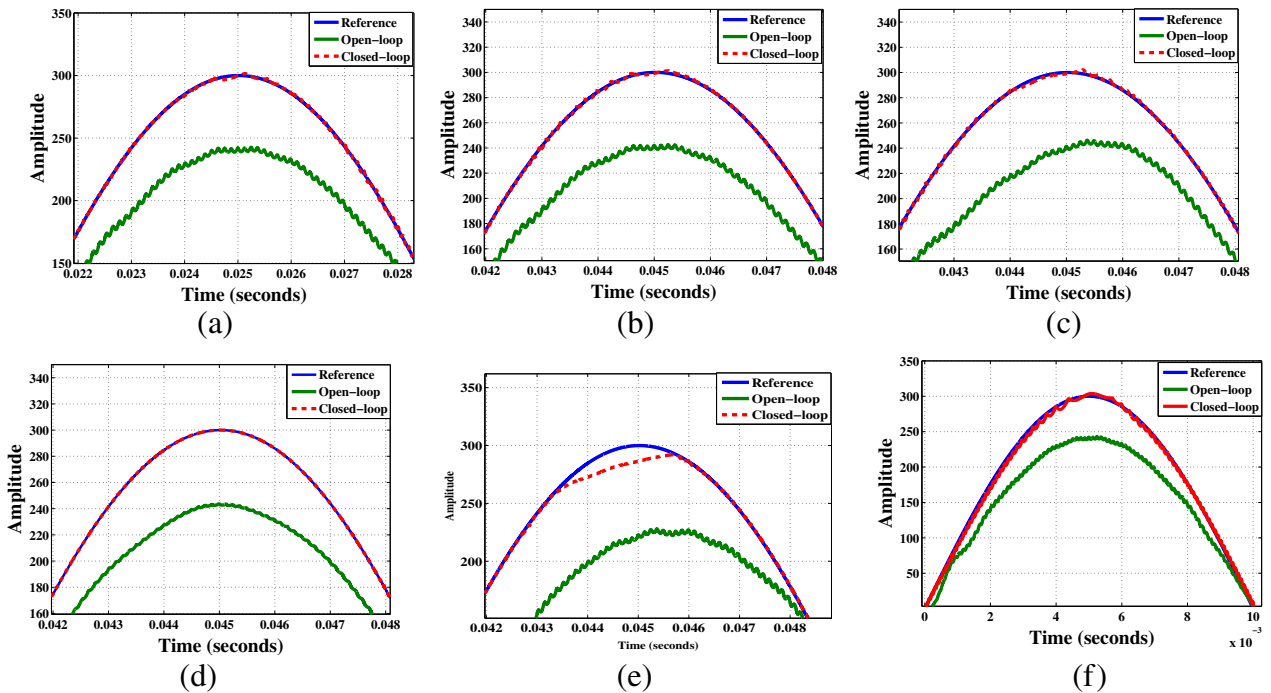 350
300
250
200
150
Amplitude
0.022 0.023 0.024 0.025 0.026 0.027 0.028
Time (seconds)
Reference
Open-loop
Closed-loop
(a)
340
320
300
280
260
240
220
200
180
160
Amplitude
0.042 0.043 0.044 0.045 0.046 0.047 0.048
Time (seconds)
Reference
Open-loop
Closed-loop
(b)
340
320
300
280
260
240
220
200
180
160
Amplitude
0.043 0.044 0.045 0.046 0.047 0.048
Time (seconds)
Reference
Open-loop
Closed-loop
(c)
340
320
300
280
260
240
220
200
180
160
Amplitude
0.042 0.043 0.044 0.045 0.046 0.047 0.048
Time (seconds)
Reference
Open-loop
Closed-loop
(d)
350
300
250
200
Amplitude
0.042 0.043 0.044 0.045 0.046 0.047 0.048
Time (seconds)
Reference
Open-loop
Closed-loop
(e)
350
300
250
200
150
100
50
Amplitude
0 2 4 6 8 10
x 10⁻³
Time (seconds)
Reference
Open-loop
Closed-loop
(f)